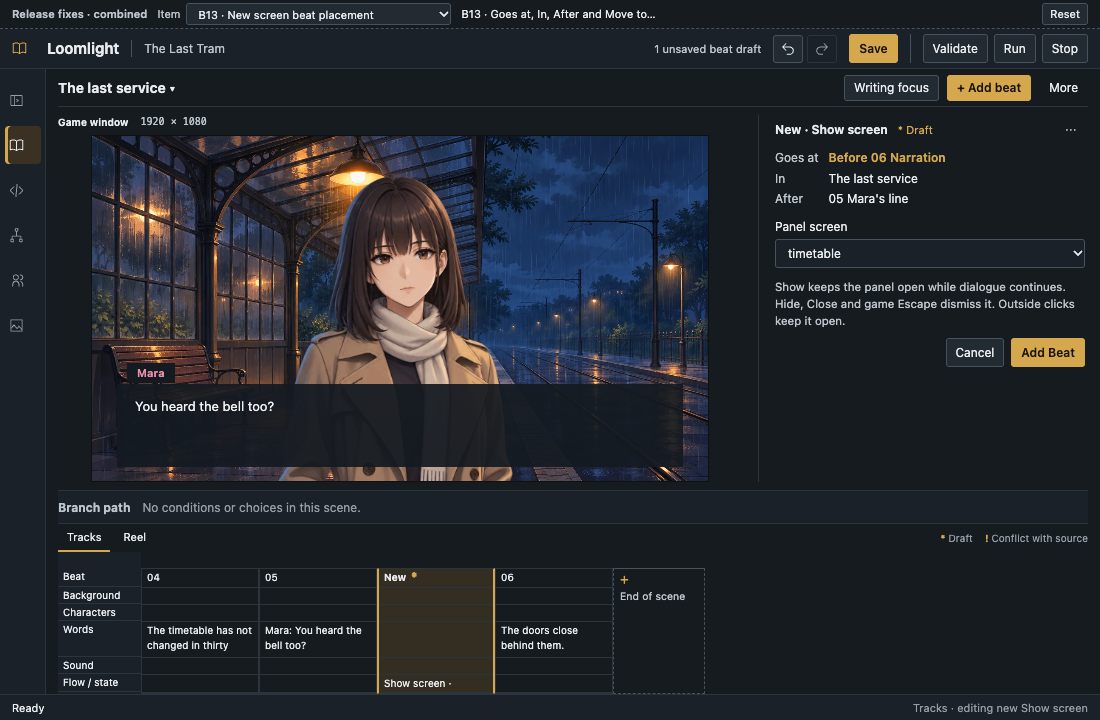 Release fixes · combined Item B13 · New screen beat placement B13 · Goes at, In, After and Move to… Reset
Loomlight The Last Tram 1 unsaved beat draft Save Validate Run Stop
The last service ▾ Writing focus + Add beat More
Game window 1920 × 1080
Mara
You heard the bell too?
New · Show screen * Draft ···
Goes at Before 06 Narration
In The last service
After 05 Mara's line
Panel screen
timetable
Show keeps the panel open while dialogue continues.
Hide, Close and game Escape dismiss it. Outside clicks
keep it open.
Cancel Add Beat
Branch path No conditions or choices in this scene.
Tracks Reel * Draft ! Conflict with source
Beat 04 05 New 06 +
Background End of scene
Characters
Words The timetable has not Mara: You heard the The doors close
changed in thirty bell too? behind them.
Sound
Flow / state Show screen ·
Ready Tracks · editing new Show screen